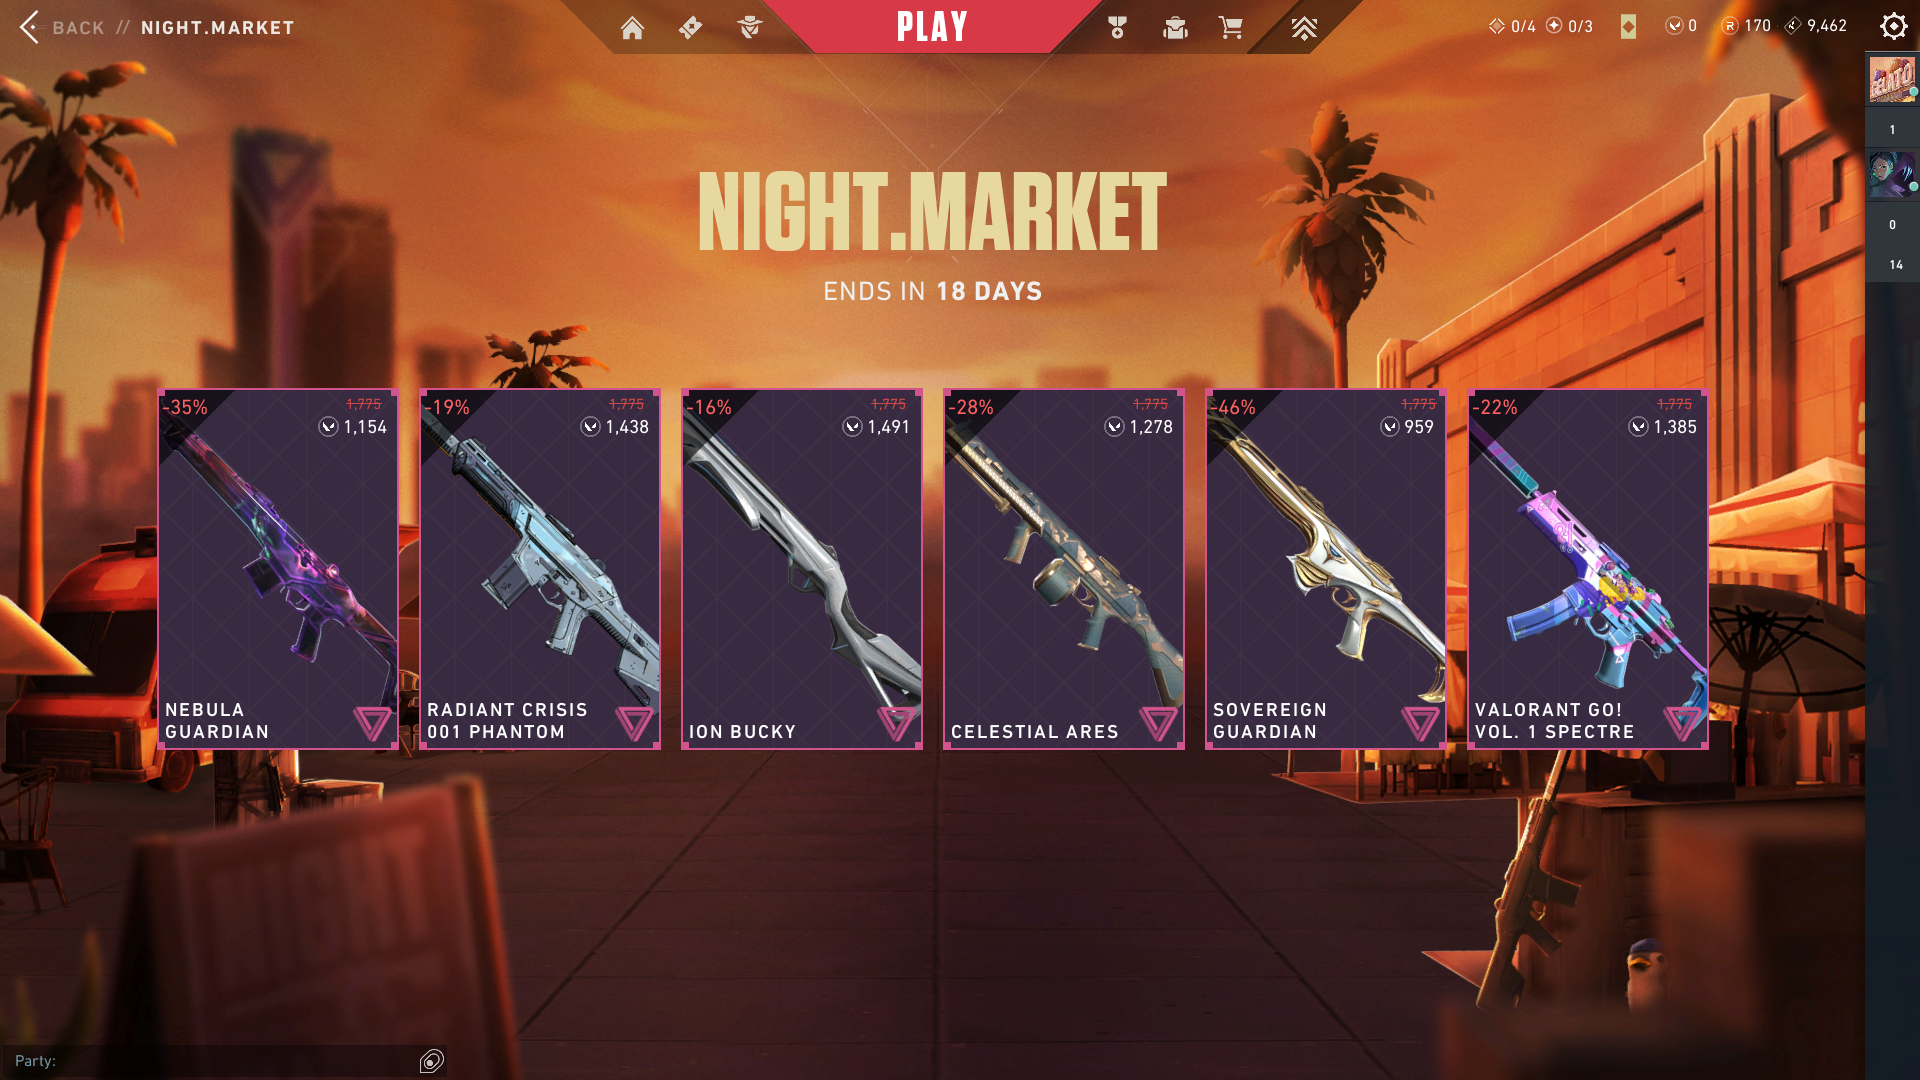 BACK // NIGHT.MARKET
PLAY
0/4 0/3 0 170 9,462
GELATO
1
0
14
NIGHT.MARKET
ENDS IN 18 DAYS
-35% 1,775
1,154
NEBULA
GUARDIAN
-19% 1,775
1,438
RADIANT CRISIS
001 PHANTOM
-16% 1,775
1,491
ION BUCKY
-28% 1,775
1,278
CELESTIAL ARES
-46% 1,775
959
SOVEREIGN
GUARDIAN
-22% 1,775
1,385
VALORANT GO!
VOL. 1 SPECTRE
NIGHT
Party: